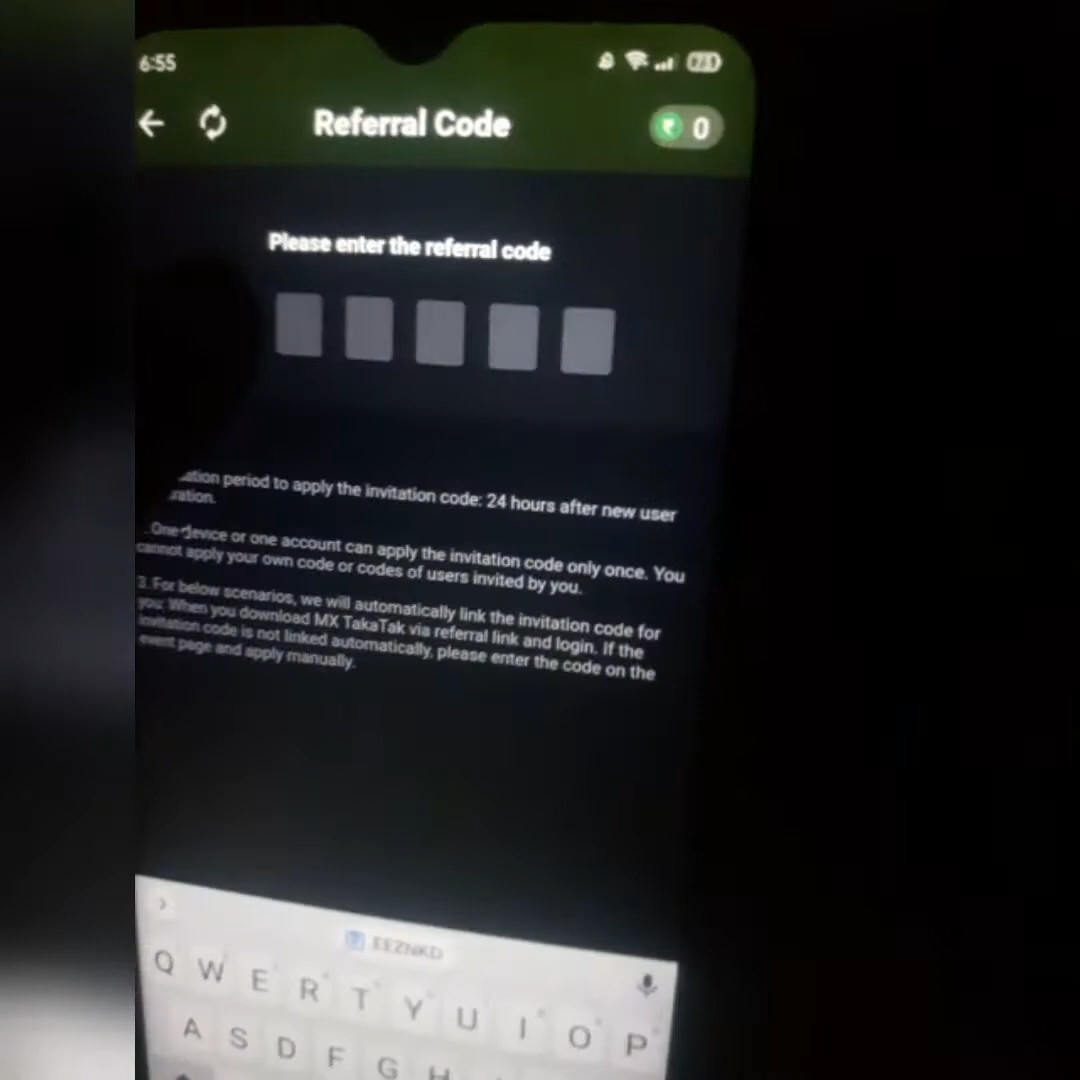 6:55
Referral Code
0
Please enter the referral code
ation period to apply the invitation code: 24 hours after new user
ration.
One device or one account can apply the invitation code only once. You
cannot apply your own code or codes of users invited by you.
3. For below scenarios, we will automatically link the invitation code for
you: When you download MX TakaTak via referral link and login. If the
invitation code is not linked automatically, please enter the code on the
event page and apply manually.
EEZNKD
Q W E R T Y U I O P
A S D F G H